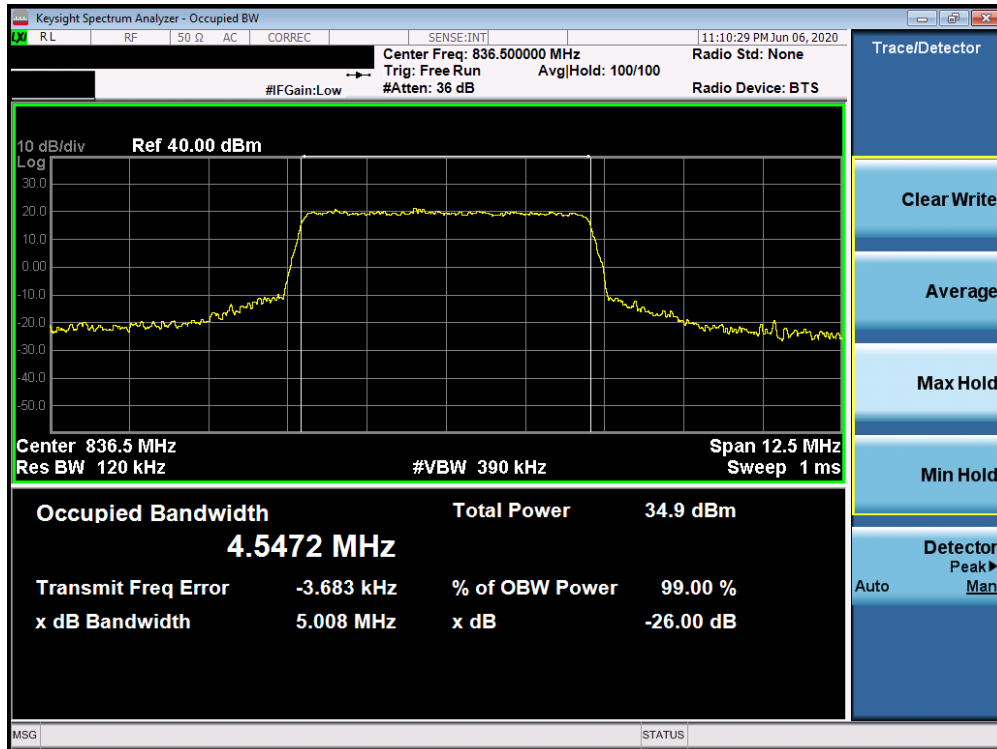 Keysight Spectrum Analyzer - Occupied BW
LXI RL RF 50 Ω AC CORREC SENSE:INT 11:10:29 PM Jun 06, 2020
Center Freq: 836.500000 MHz Radio Std: None
Trig: Free Run Avg|Hold: 100/100
#IFGain:Low #Atten: 36 dB Radio Device: BTS
Trace/Detector
10 dB/div Ref 40.00 dBm
Log
30.0
20.0
10.0
0.00
-10.0
-20.0
-30.0
-40.0
-50.0
Center 836.5 MHz Span 12.5 MHz
Res BW 120 kHz #VBW 390 kHz Sweep 1 ms
Occupied Bandwidth Total Power 34.9 dBm
4.5472 MHz
Transmit Freq Error -3.683 kHz % of OBW Power 99.00 %
x dB Bandwidth 5.008 MHz x dB -26.00 dB
Clear Write
Average
Max Hold
Min Hold
Detector
Peak▶
Auto Man
MSG STATUS